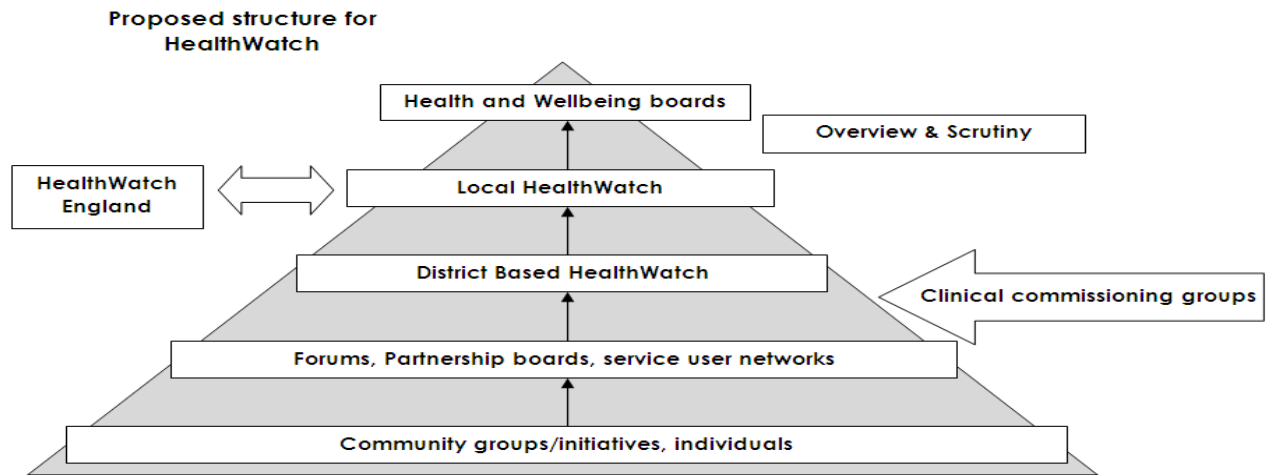 Proposed structure for
HealthWatch
Health and Wellbeing boards
Overview & Scrutiny
HealthWatch
England
Local HealthWatch
District Based HealthWatch
Clinical commissioning groups
Forums, Partnership boards, service user networks
Community groups/initiatives, individuals